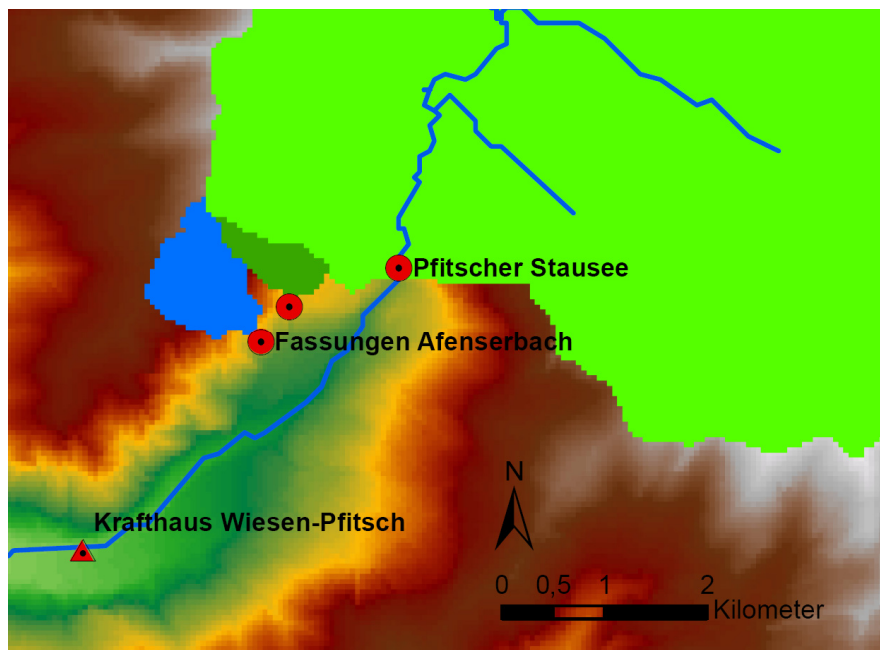 Pfitscher Stausee
Fassungen Afenserbach
Krafthaus Wiesen-Pfitsch
N
0 0,5 1 2
Kilometer